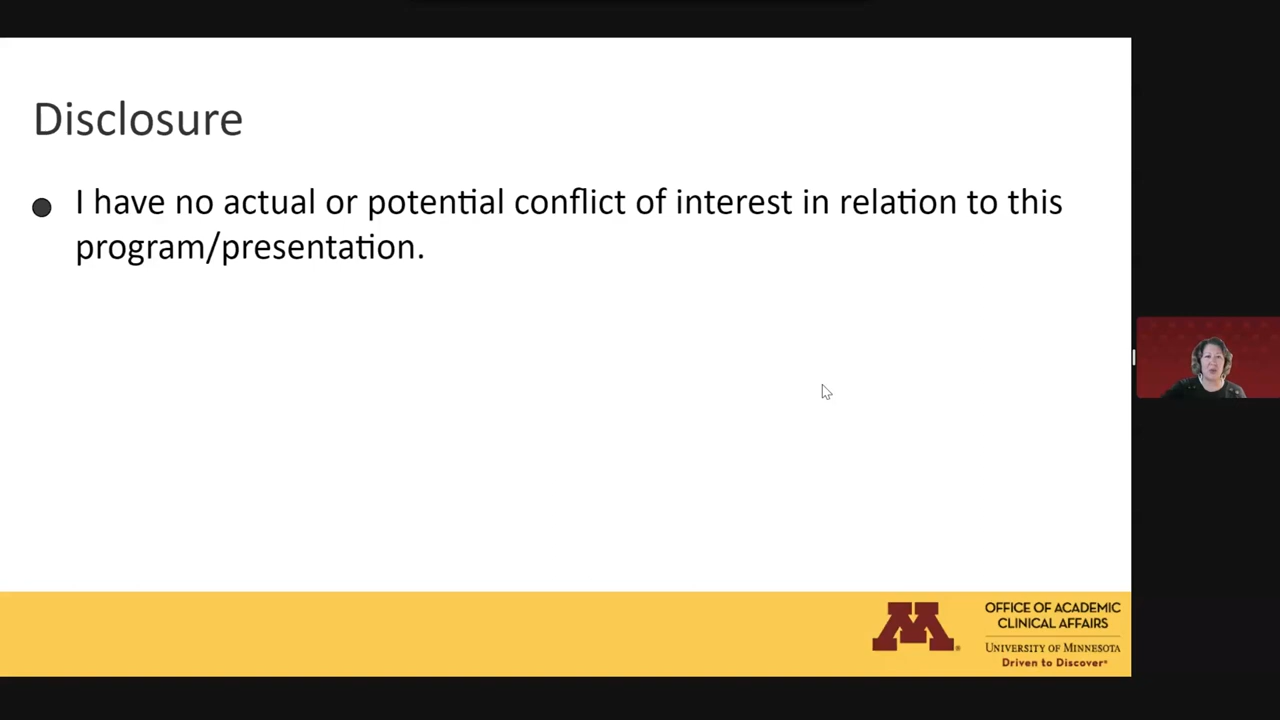 Disclosure
I have no actual or potential conflict of interest in relation to this
program/presentation.
M
OFFICE OF ACADEMIC
CLINICAL AFFAIRS
UNIVERSITY OF MINNESOTA
Driven to Discover®